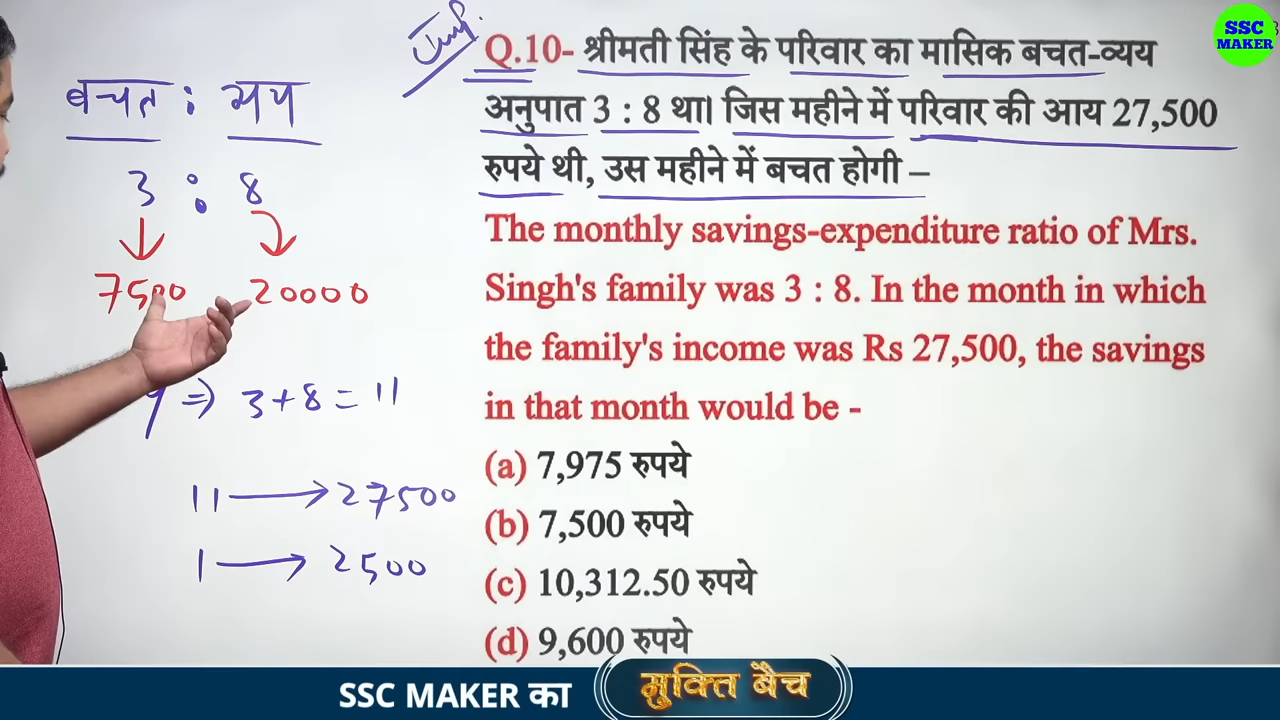 SSC
MAKER
Q.10- श्रीमती सिंह के परिवार का मासिक बचत-व्यय
अनुपात 3 : 8 था। जिस महीने में परिवार की आय 27,500
रुपये थी, उस महीने में बचत होगी –
The monthly savings-expenditure ratio of Mrs.
Singh's family was 3 : 8. In the month in which
the family's income was Rs 27,500, the savings
in that month would be -
(a) 7,975 रुपये
(b) 7,500 रुपये
(c) 10,312.50 रुपये
(d) 9,600 रुपये
बचत :
3 : 8
7500 20000
⇒ 3+8 = 11
11 → 27500
1 → 2500
SSC MAKER का मुक्ति बैच